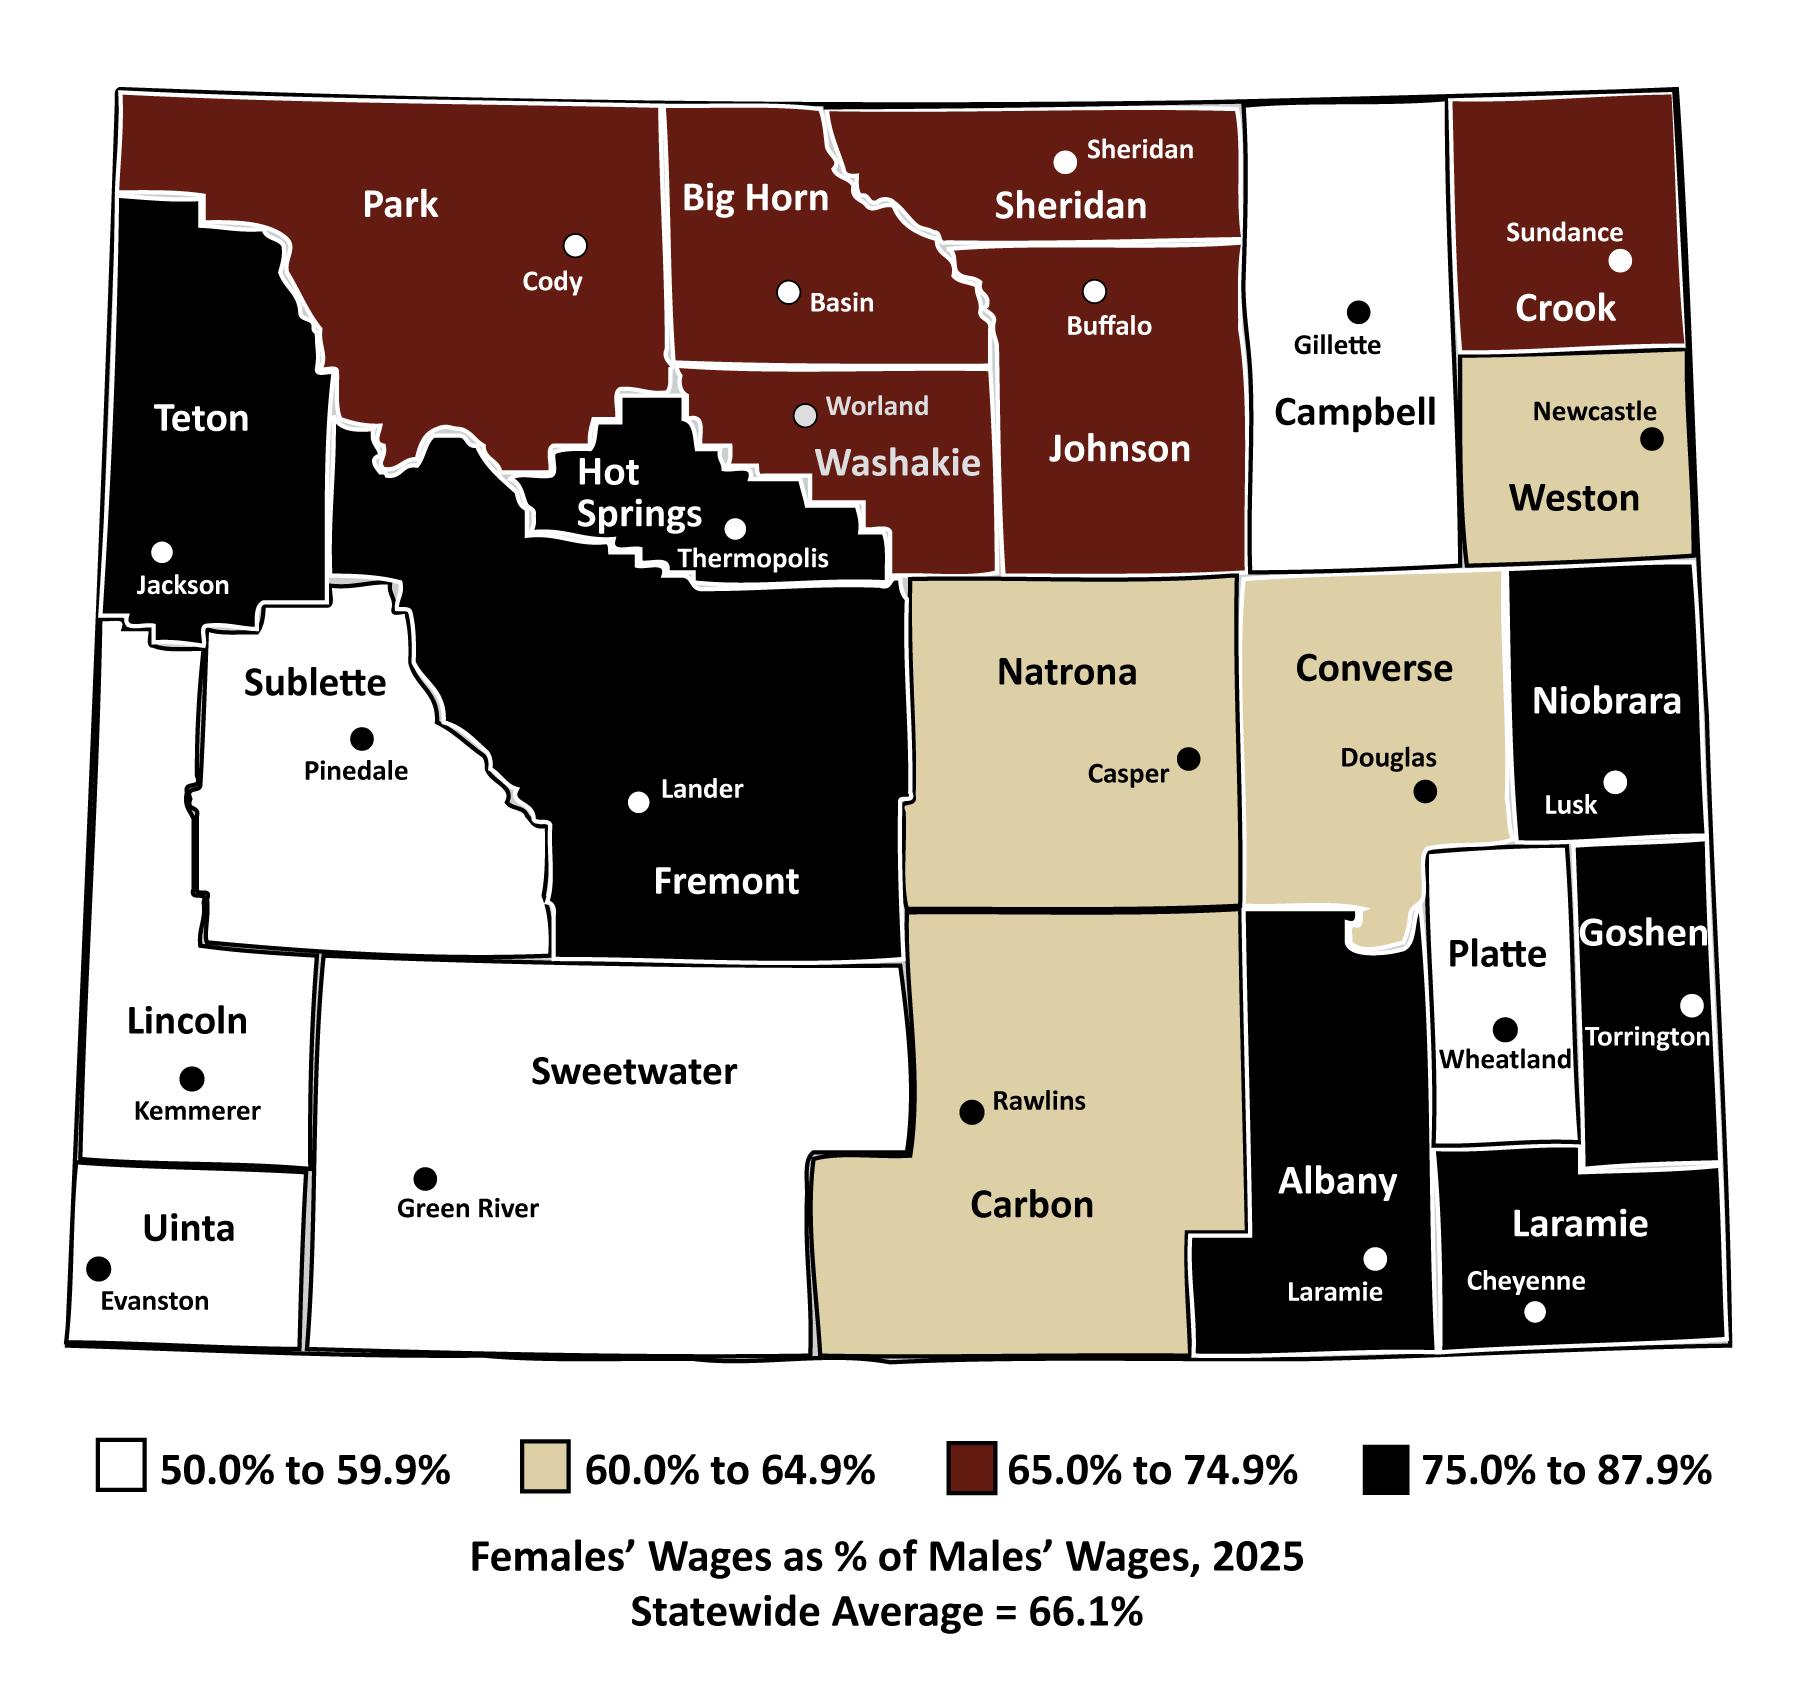 Sheridan
Park
Big Horn
Sheridan
Sundance
Cody
Basin
Buffalo
Crook
Gillette
Teton
Worland
Campbell
Newcastle
Washakie
Johnson
Hot
Springs
Weston
Thermopolis
Jackson
Sublette
Natrona
Converse
Niobrara
Pinedale
Lander
Casper
Douglas
Lusk
Fremont
Platte
Goshen
Lincoln
Wheatland
Torrington
Kemmerer
Sweetwater
Rawlins
Green River
Carbon
Albany
Uinta
Laramie
Evanston
Laramie
Cheyenne
50.0% to 59.9%
60.0% to 64.9%
65.0% to 74.9%
75.0% to 87.9%
Females’ Wages as % of Males’ Wages, 2025
Statewide Average = 66.1%